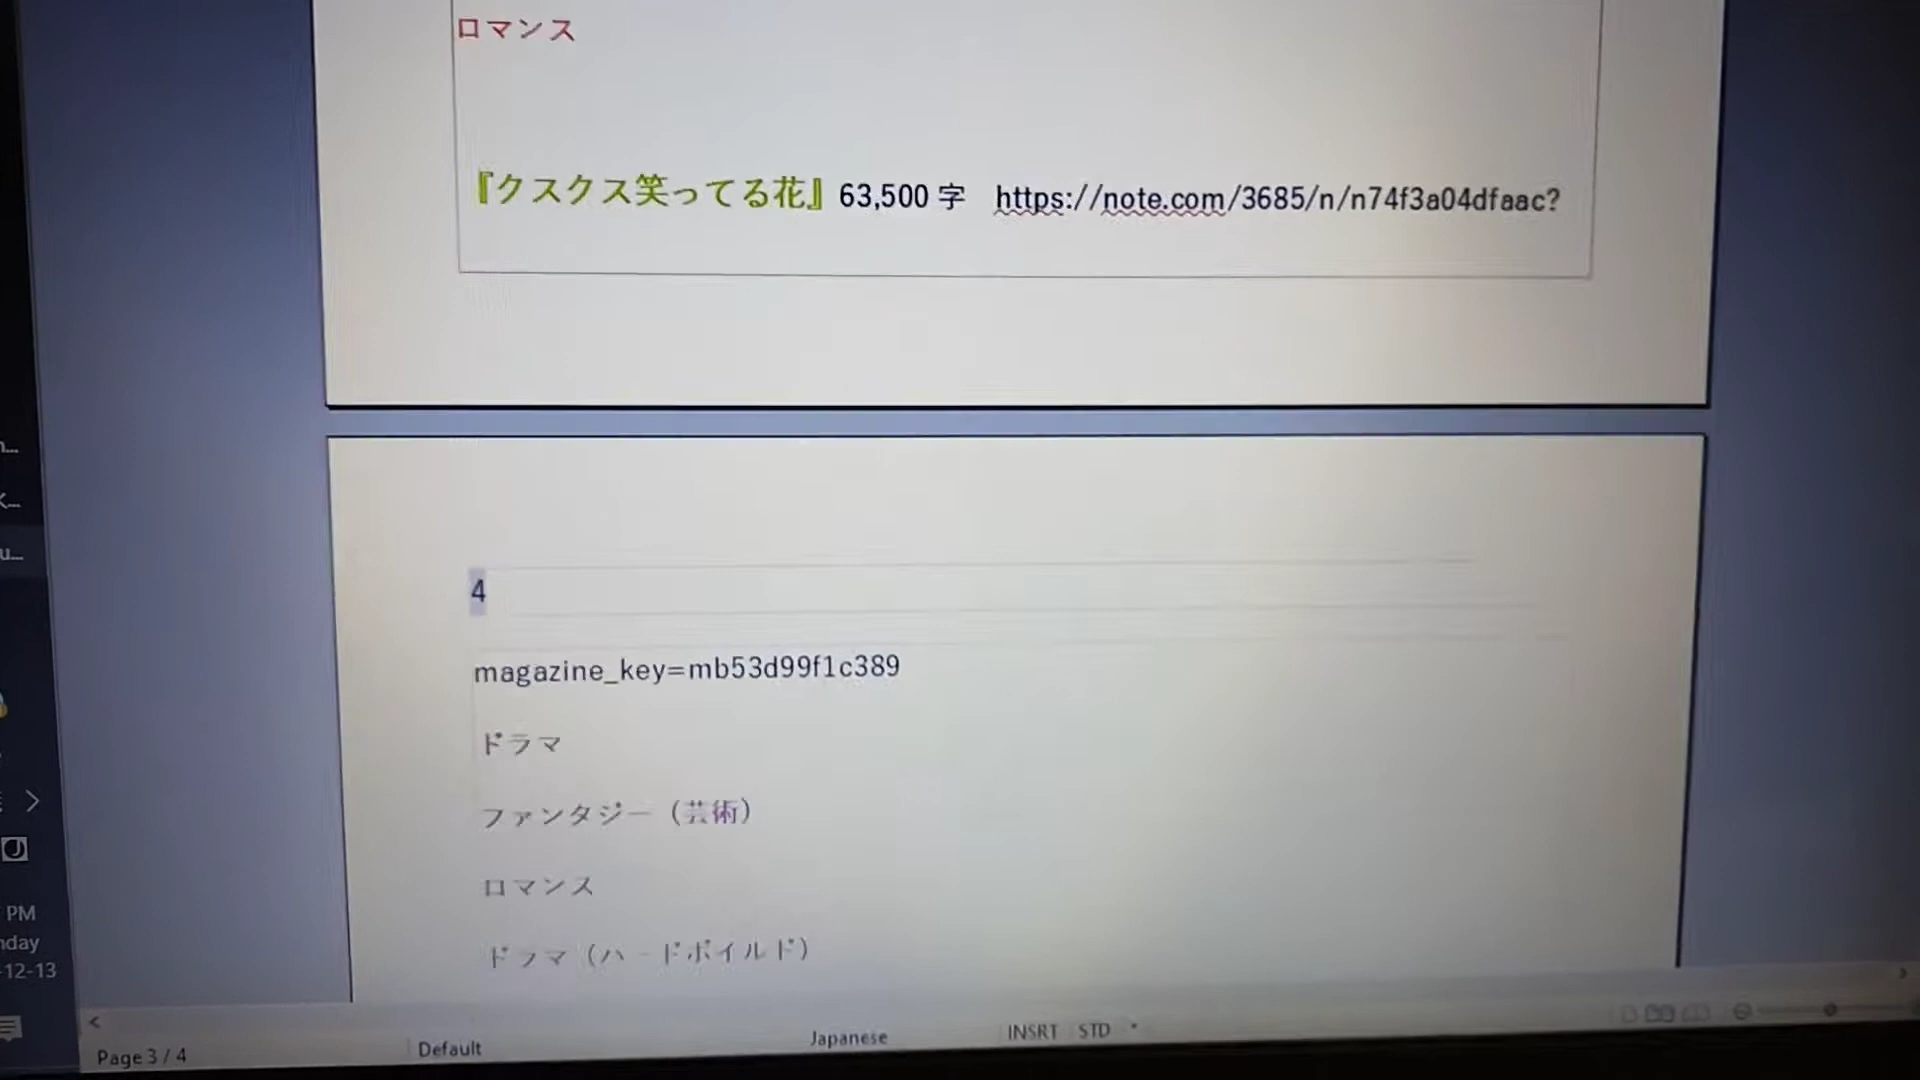 ロマンス
『クスクス笑ってる花』63,500 字　https://note.com/3685/n/n74f3a04dfaac?
4
magazine_key=mb53d99f1c389
ドラマ
ファンタジー（芸術）
ロマンス
ドラマ（ハードボイルド）
PM
12-13
Page 3 / 4
Default
Japanese
INSRT
STD
*